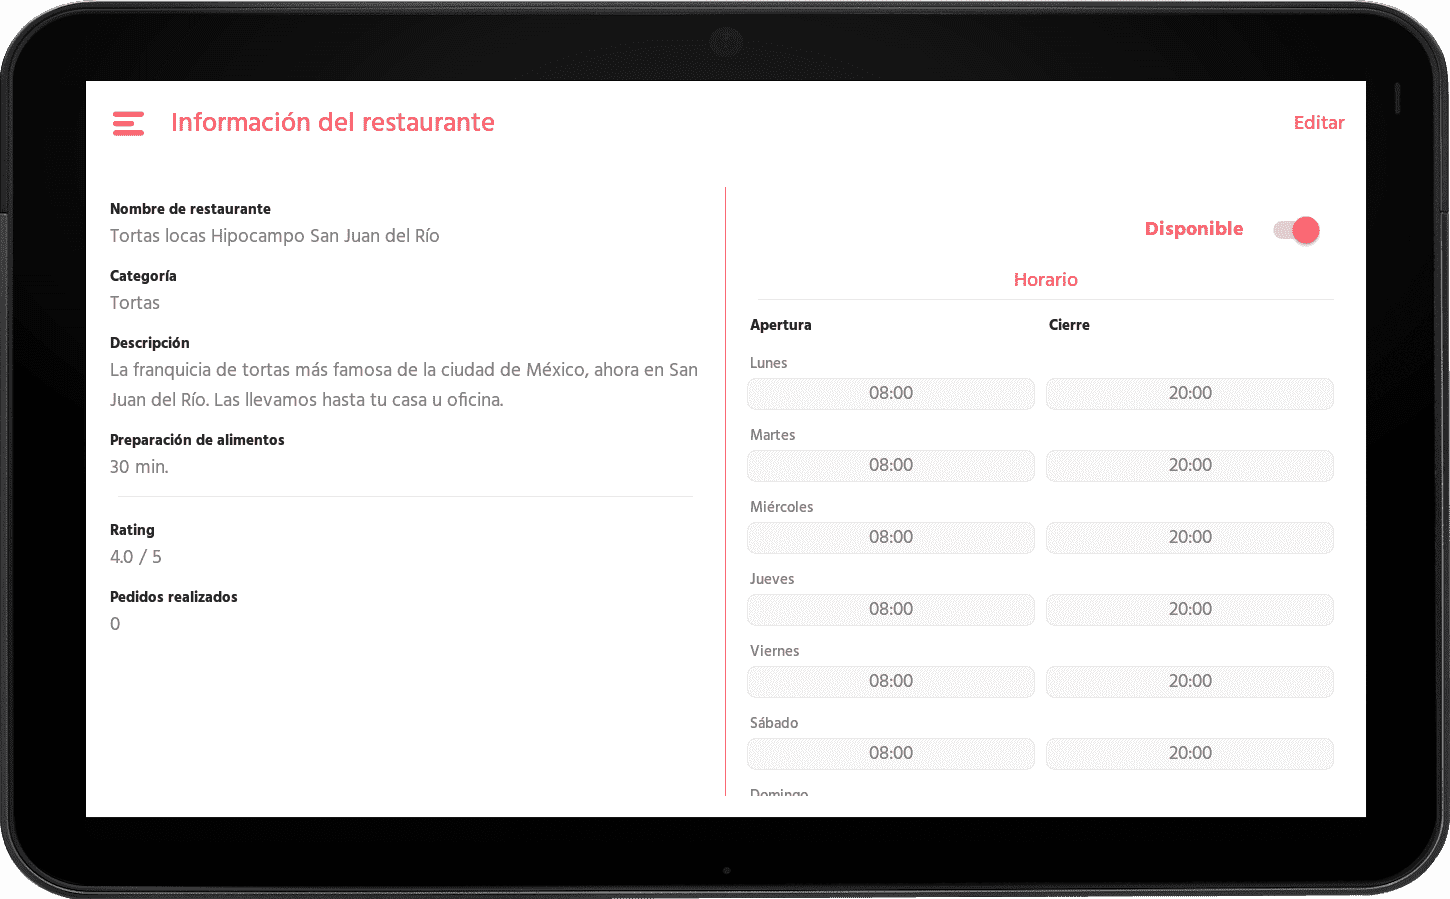 Información del restaurante
Editar
Nombre de restaurante
Tortas locas Hipocampo San Juan del Río
Categoría
Tortas
Descripción
La franquicia de tortas más famosa de la ciudad de México, ahora en San
Juan del Río. Las llevamos hasta tu casa u oficina.
Preparación de alimentos
30 min.
Rating
4.0 / 5
Pedidos realizados
0
Disponible
Horario
Apertura Cierre
Lunes
08:00 20:00
Martes
08:00 20:00
Miércoles
08:00 20:00
Jueves
08:00 20:00
Viernes
08:00 20:00
Sábado
08:00 20:00
Domingo